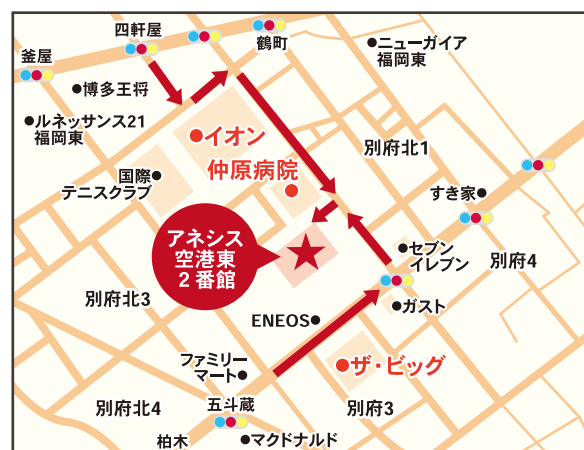 四軒屋
鶴町
釜屋
ニューガイア
福岡東
博多王将
ルネッサンス21
福岡東
イオン
別府北1
仲原病院
国際
テニスクラブ
すき家
アネシス
空港東
2番館
セブン
イレブン
別府4
別府北3
ガスト
ENEOS
ファミリー
マート
ザ・ビッグ
別府北4
五斗蔵
別府3
柏木
マクドナルド